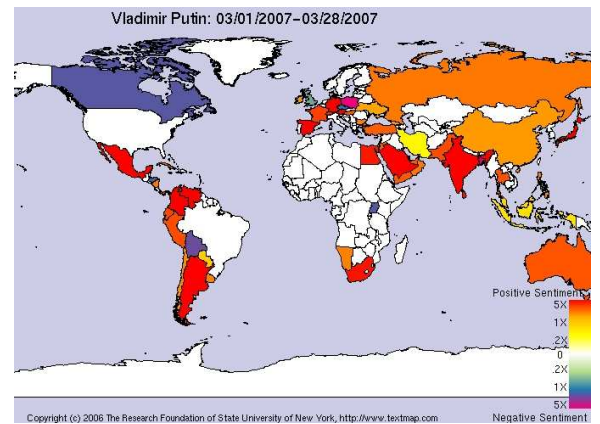 Vladimir Putin: 03/01/2007-03/28/2007
Positive Sentiment
5X
1X
.2X
0
.2X
1X
5X
Negative Sentiment
Copyright (c) 2006 The Research Foundation of State University of New York, http://www.textmap.com